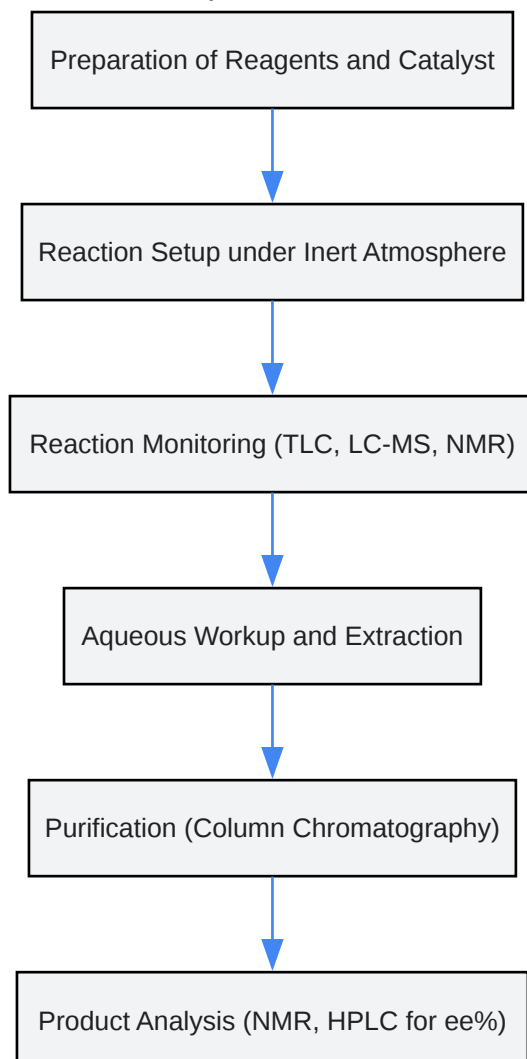 Preparation of Reagents and Catalyst
Reaction Setup under Inert Atmosphere
Reaction Monitoring (TLC, LC-MS, NMR)
Aqueous Workup and Extraction
Purification (Column Chromatography)
Product Analysis (NMR, HPLC for ee%)